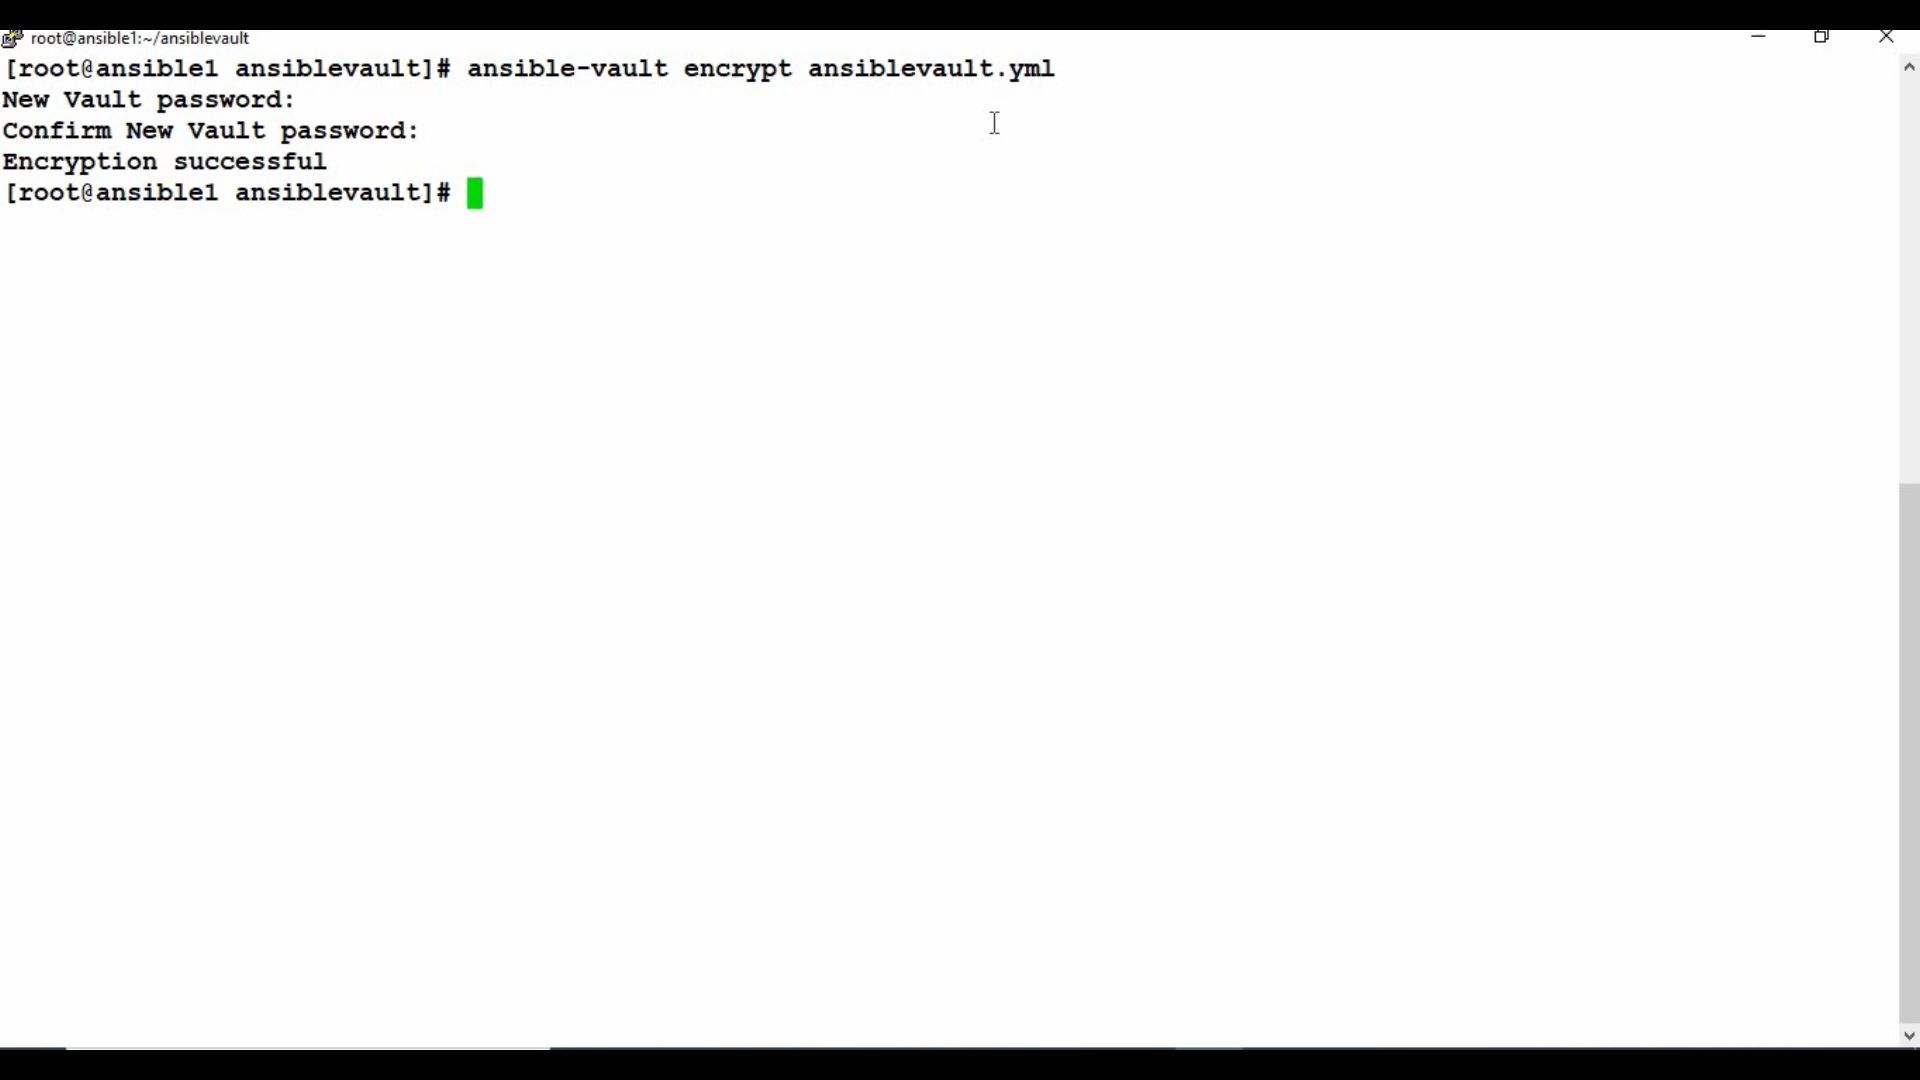 root@ansible1:~/ansiblevault
[root@ansible1 ansiblevault]# ansible-vault encrypt ansiblevault.yml
New Vault password:
Confirm New Vault password:
Encryption successful
[root@ansible1 ansiblevault]#